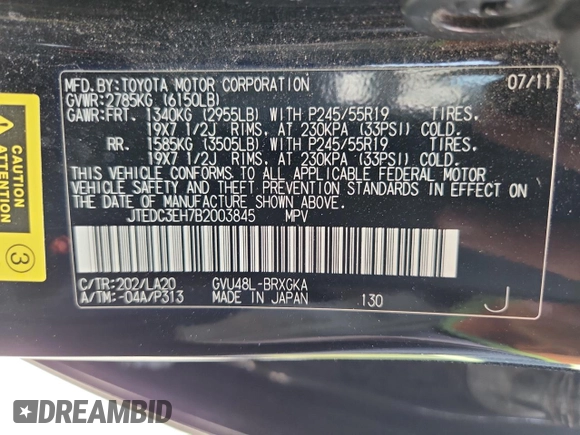 MFD.BY:TOYOTA MOTOR CORPORATION 07/11
GVWR:2785KG (6150LB)
GAWR:FRT. 1340KG (2955LB) WITH P245/55R19 TIRES.
19X7 1/2J RIMS, AT 230KPA (33PSI) COLD.
RR. 1585KG (3505LB) WITH P245/55R19 TIRES.
19X7 1/2J RIMS, AT 230KPA (33PSI) COLD.
THIS VEHICLE CONFORMS TO ALL APPLICABLE FEDERAL MOTOR
VEHICLE SAFETY AND THEFT PREVENTION STANDARDS IN EFFECT ON
THE DATE OF MANUFACTURE SHOWN ABOVE.
JTEDC3EH7B2003845 MPV
C/TR:202/LA20 GVU48L-BRXGKA
A/TM:-04A/P313 MADE IN JAPAN 130 J
CAUTION
ATTENTION
3
DREAMBID